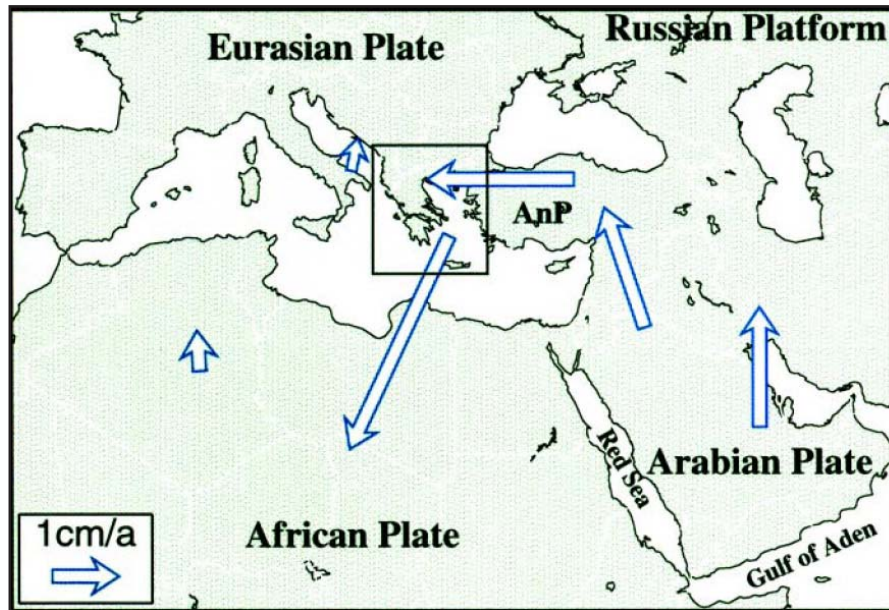 Russian Platform
Eurasian Plate
AnP
Red Sea
Arabian Plate
African Plate
Gulf of Aden
1cm/a